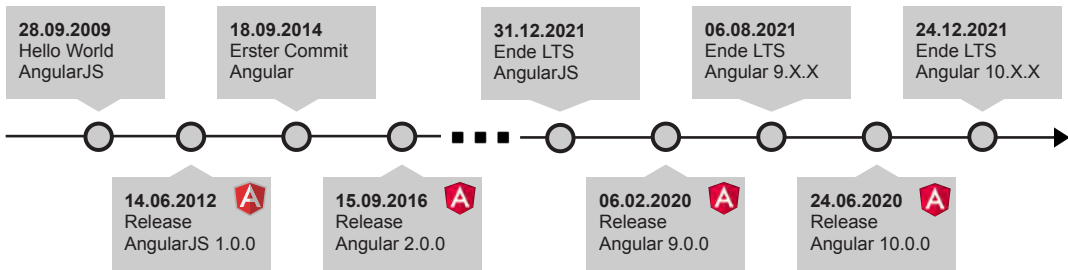 28.09.2009
Hello World
AngularJS
18.09.2014
Erster Commit
Angular
31.12.2021
Ende LTS
AngularJS
06.08.2021
Ende LTS
Angular 9.X.X
24.12.2021
Ende LTS
Angular 10.X.X
14.06.2012
Release
AngularJS 1.0.0
15.09.2016
Release
Angular 2.0.0
06.02.2020
Release
Angular 9.0.0
24.06.2020
Release
Angular 10.0.0